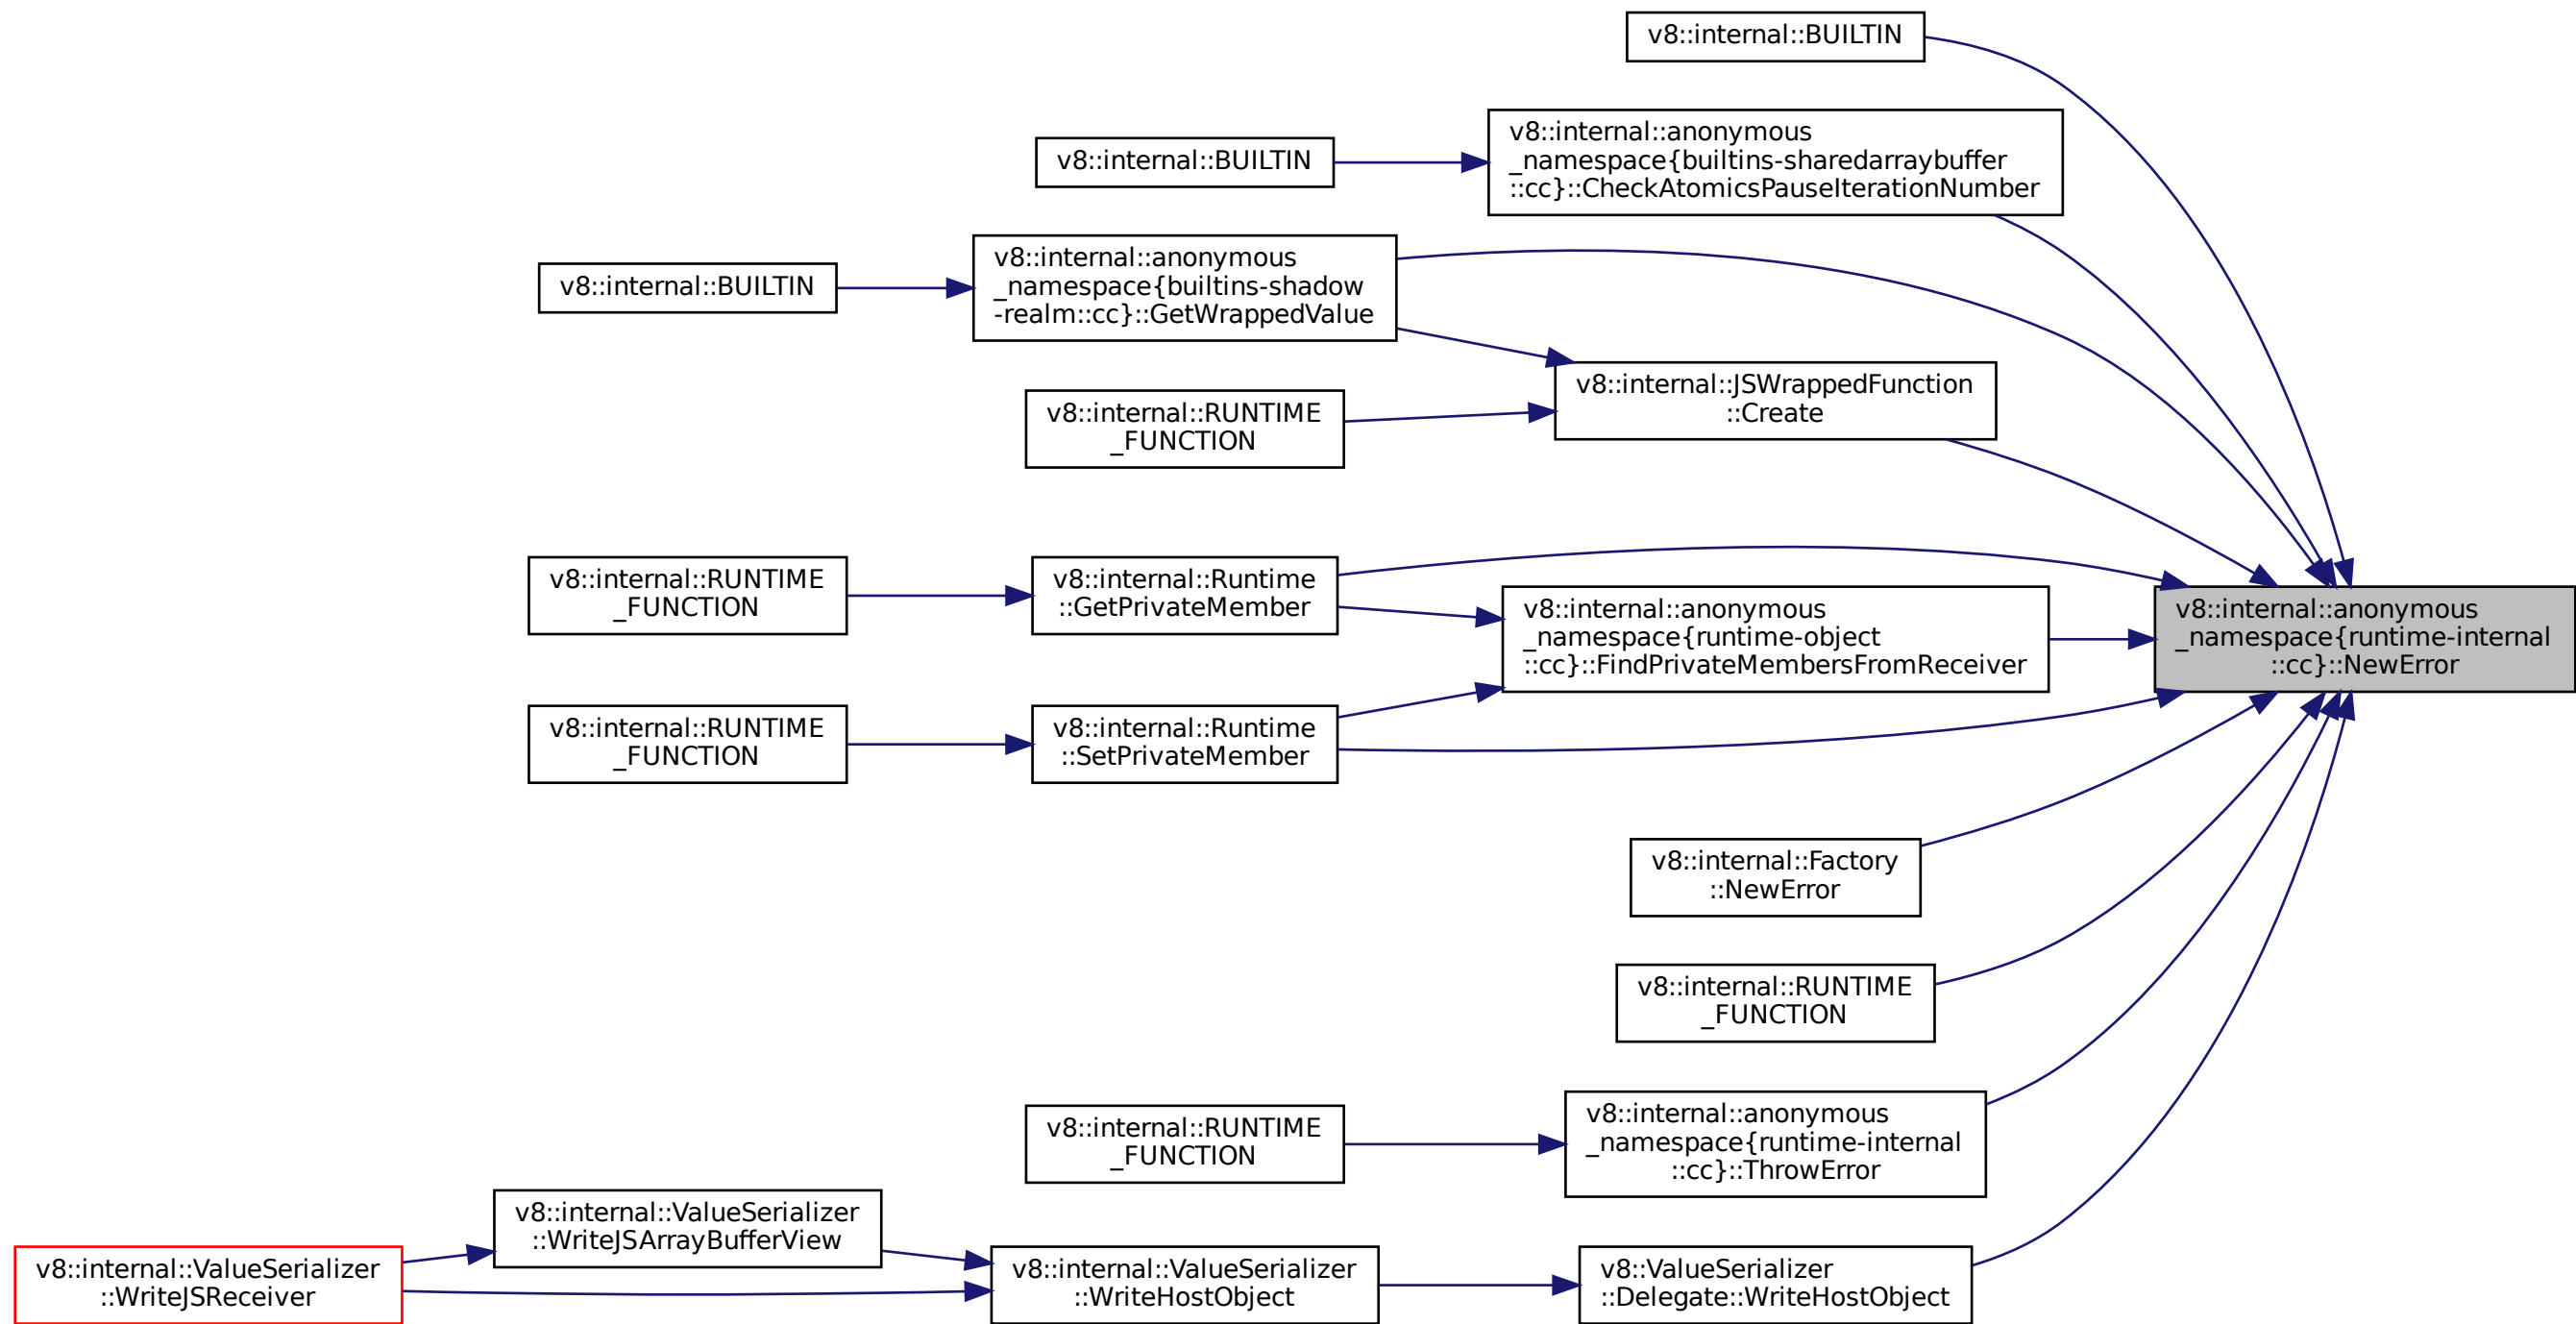 v8::internal::BUILTIN
v8::internal::anonymous
_namespace{builtins-sharedarraybuffer
::cc}::CheckAtomicsPauseIterationNumber
v8::internal::BUILTIN
v8::internal::anonymous
_namespace{builtins-shadow
-realm::cc}::GetWrappedValue
v8::internal::BUILTIN
v8::internal::JSWrappedFunction
::Create
v8::internal::RUNTIME
_FUNCTION
v8::internal::RUNTIME
_FUNCTION
v8::internal::Runtime
::GetPrivateMember
v8::internal::anonymous
_namespace{runtime-object
::cc}::FindPrivateMembersFromReceiver
v8::internal::anonymous
_namespace{runtime-internal
::cc}::NewError
v8::internal::RUNTIME
_FUNCTION
v8::internal::Runtime
::SetPrivateMember
v8::internal::Factory
::NewError
v8::internal::RUNTIME
_FUNCTION
v8::internal::RUNTIME
_FUNCTION
v8::internal::anonymous
_namespace{runtime-internal
::cc}::ThrowError
v8::internal::ValueSerializer
::WriteJSArrayBufferView
v8::internal::ValueSerializer
::WriteJSReceiver
v8::internal::ValueSerializer
::WriteHostObject
v8::ValueSerializer
::Delegate::WriteHostObject